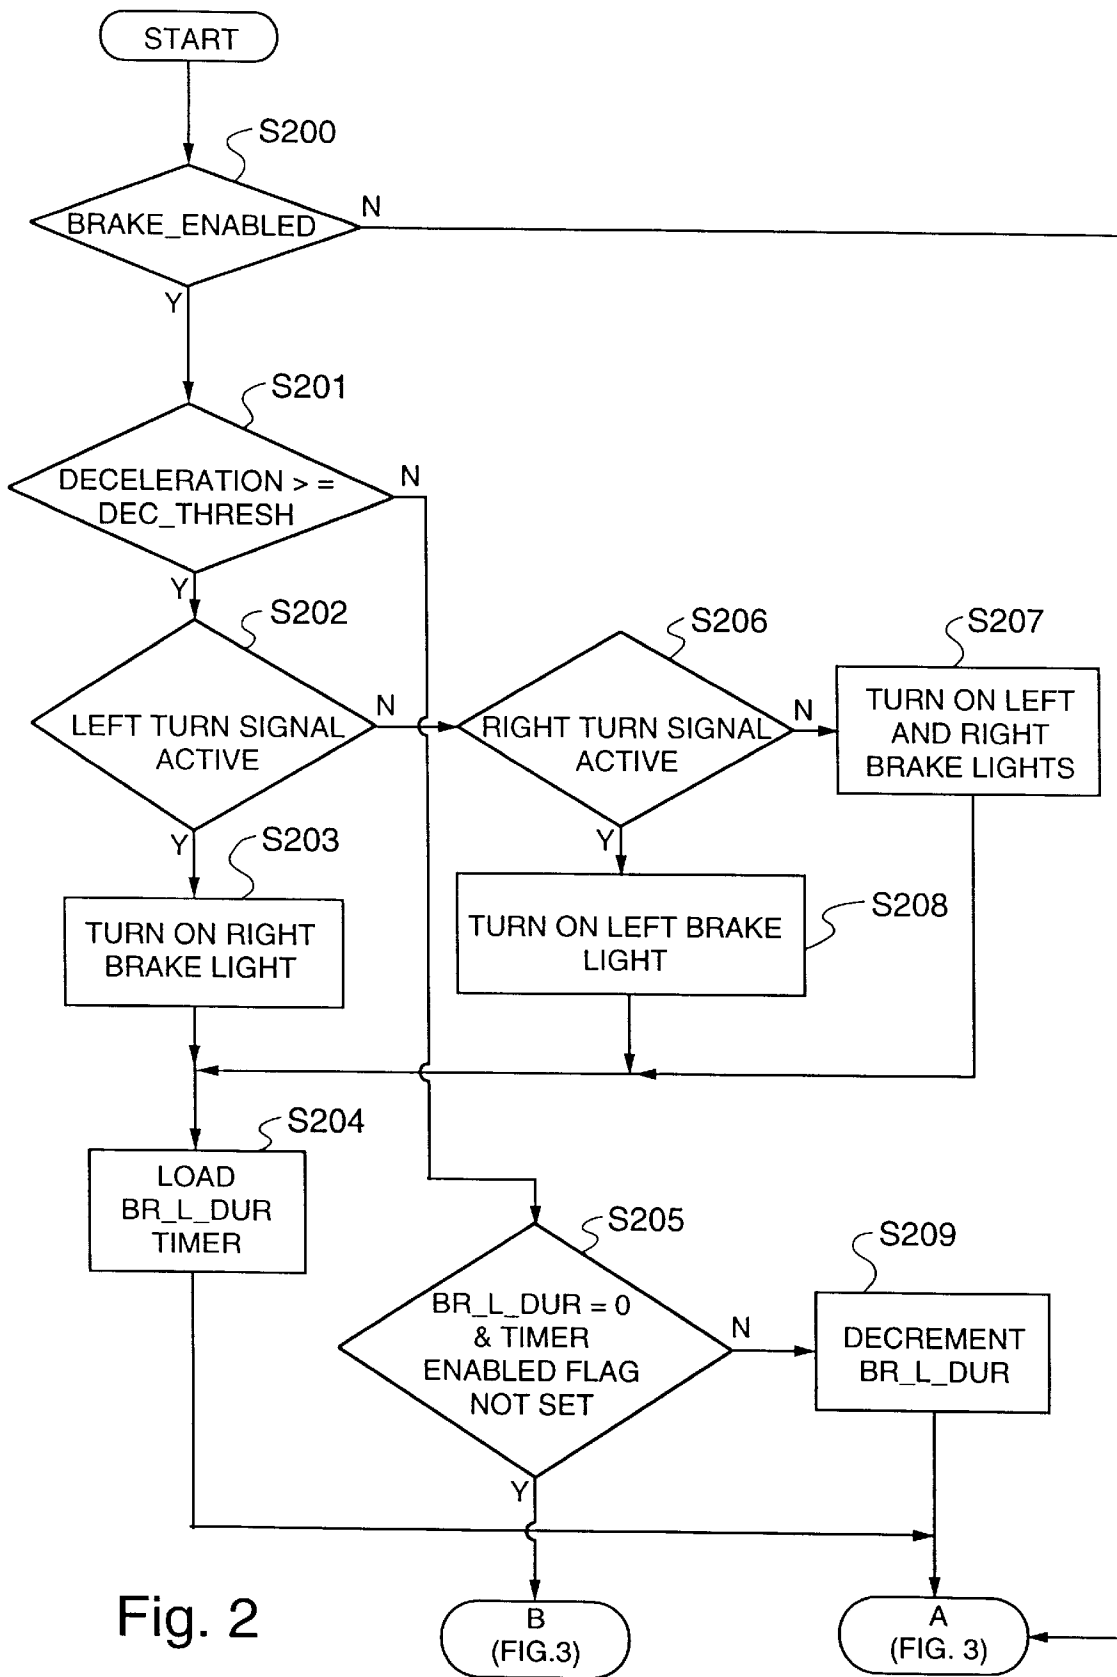 START
S200
BRAKE_ENABLED
N
Y
S201
DECELERATION > =
DEC_THRESH
N
Y
S202
LEFT TURN SIGNAL
ACTIVE
N
Y
S206
RIGHT TURN SIGNAL
ACTIVE
N
Y
S207
TURN ON LEFT
AND RIGHT
BRAKE LIGHTS
S203
TURN ON RIGHT
BRAKE LIGHT
S208
TURN ON LEFT BRAKE
LIGHT
S204
LOAD
BR_L_DUR
TIMER
S205
BR_L_DUR = 0
& TIMER
ENABLED FLAG
NOT SET
N
Y
S209
DECREMENT
BR_L_DUR
B
(FIG.3)
A
(FIG. 3)
Fig. 2